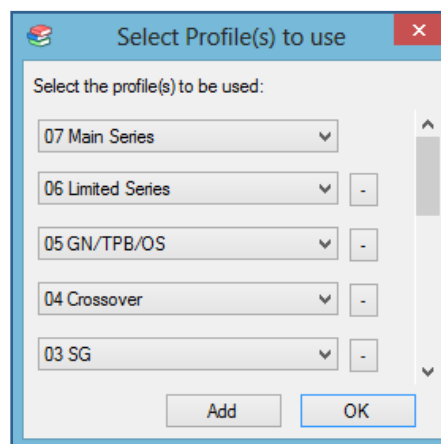 Select Profile(s) to use
Select the profile(s) to be used:
07 Main Series
06 Limited Series
-
05 GN/TPB/OS
-
04 Crossover
-
03 SG
-
Add
OK